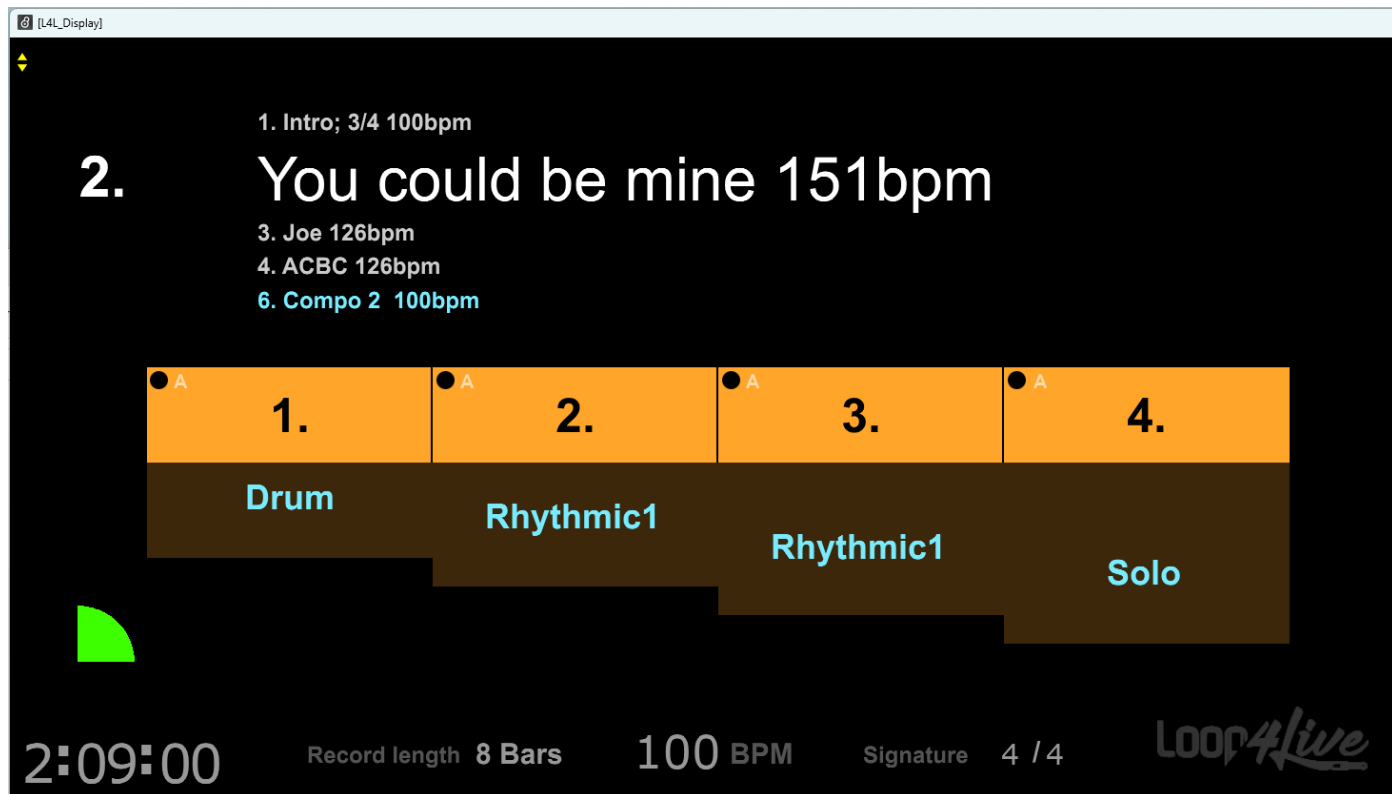 [L4L_Display]
1. Intro; 3/4 100bpm
2. You could be mine 151bpm
3. Joe 126bpm
4. ACBC 126bpm
6. Compo 2  100bpm
A A A A
1. 2. 3. 4.
Drum
Rhythmic1
Rhythmic1
Solo
2:09:00 Record length 8 Bars 100 BPM Signature 4 / 4 Loop4Live